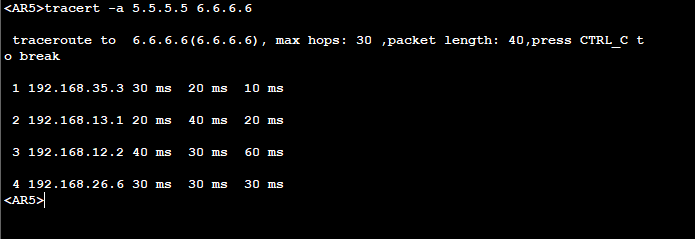 <AR5>tracert -a 5.5.5.5 6.6.6.6
traceroute to  6.6.6.6(6.6.6.6), max hops: 30 ,packet length: 40,press CTRL_C t
o break
1 192.168.35.3 30 ms  20 ms  10 ms
2 192.168.13.1 20 ms  40 ms  20 ms
3 192.168.12.2 40 ms  30 ms  60 ms
4 192.168.26.6 30 ms  30 ms  30 ms
<AR5>